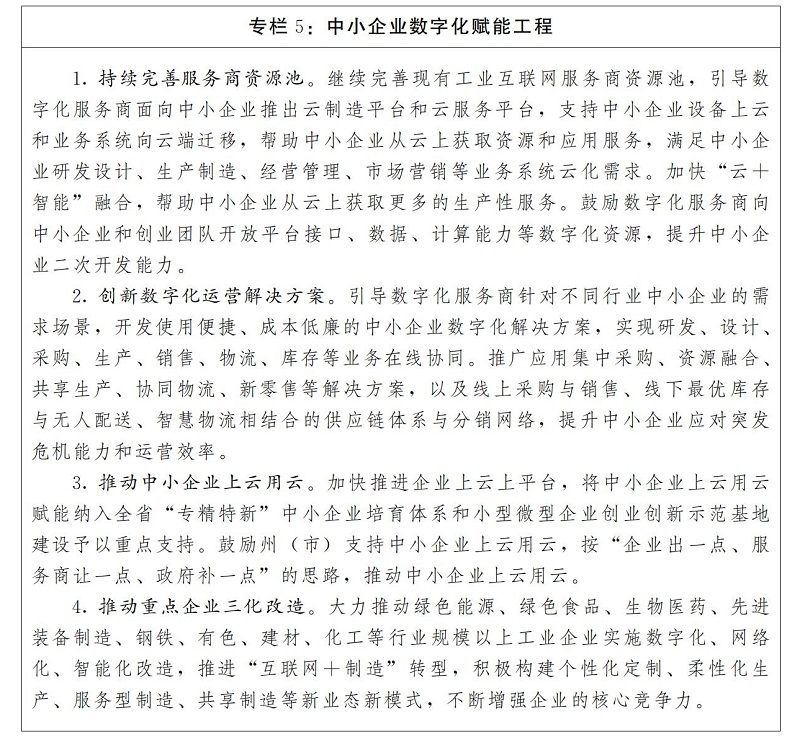 专栏 5：中小企业数字化赋能工程
1. 持续完善服务商资源池。继续完善现有工业互联网服务商资源池，引导数
字化服务商面向中小企业推出云制造平台和云服务平台，支持中小企业设备上云
和业务系统向云端迁移，帮助中小企业从云上获取资源和应用服务，满足中小企
业研发设计、生产制造、经营管理、市场营销等业务系统云化需求。加快“云＋
智能”融合，帮助中小企业从云上获取更多的生产性服务。鼓励数字化服务商向
中小企业和创业团队开放平台接口、数据、计算能力等数字化资源，提升中小企
业二次开发能力。
2. 创新数字化运营解决方案。引导数字化服务商针对不同行业中小企业的需
求场景，开发使用便捷、成本低廉的中小企业数字化解决方案，实现研发、设计、
采购、生产、销售、物流、库存等业务在线协同。推广应用集中采购、资源融合、
共享生产、协同物流、新零售等解决方案，以及线上采购与销售、线下最优库存
与无人配送、智慧物流相结合的供应链体系与分销网络，提升中小企业应对突发
危机能力和运营效率。
3. 推动中小企业上云用云。加快推进企业上云上平台，将中小企业上云用云
赋能纳入全省“专精特新”中小企业培育体系和小型微型企业创业创新示范基地
建设予以重点支持。鼓励州（市）支持中小企业上云用云，按“企业出一点、服
务商让一点、政府补一点”的思路，推动中小企业上云用云。
4. 推动重点企业三化改造。大力推动绿色能源、绿色食品、生物医药、先进
装备制造、钢铁、有色、建材、化工等行业规模以上工业企业实施数字化、网络
化、智能化改造，推进“互联网＋制造”转型，积极构建个性化定制、柔性化生
产、服务型制造、共享制造等新业态新模式，不断增强企业的核心竞争力。